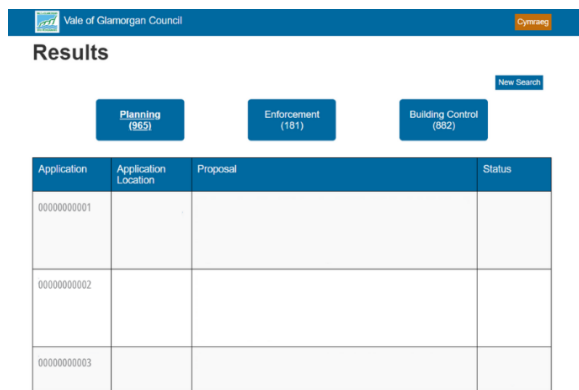 Vale of Glamorgan Council
Cymraeg
Results
New Search
Planning
(965)
Enforcement
(181)
Building Control
(882)
Application
Application
Location
Proposal
Status
00000000001
00000000002
00000000003